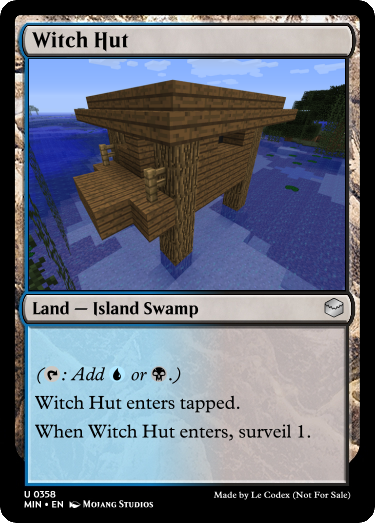 Witch Hut
Land — Island Swamp
(: Add or .)
Witch Hut enters tapped.
When Witch Hut enters, surveil 1.
U 0358
MIN • EN Mojang Studios
Made by Le Codex (Not For Sale)